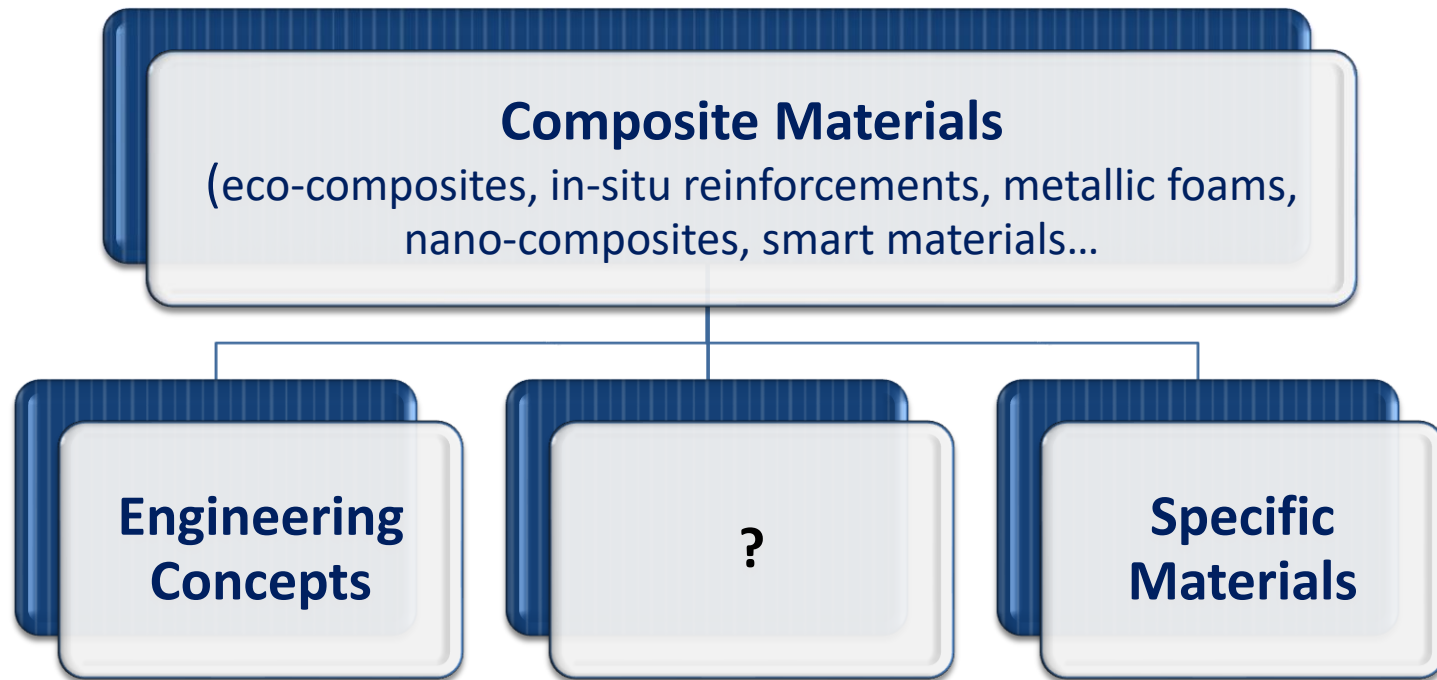 Composite Materials
(eco-composites, in-situ reinforcements, metallic foams,
nano-composites, smart materials...
Engineering
Concepts
?
Specific
Materials